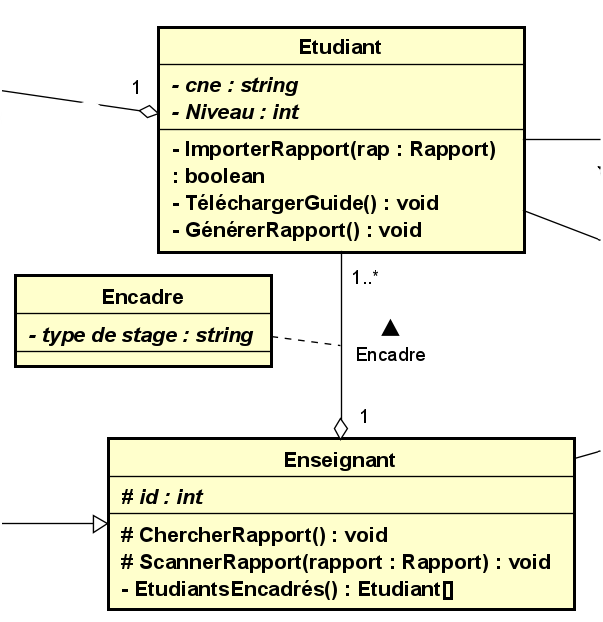 Etudiant
1
- cne : string
- Niveau : int
- ImporterRapport(rap : Rapport)
: boolean
- TéléchargerGuide() : void
- GénérerRapport() : void
1..*
Encadre
- type de stage : string
Encadre
1
Enseignant
# id : int
# ChercherRapport() : void
# ScannerRapport(rapport : Rapport) : void
- EtudiantsEncadrés() : Etudiant[]